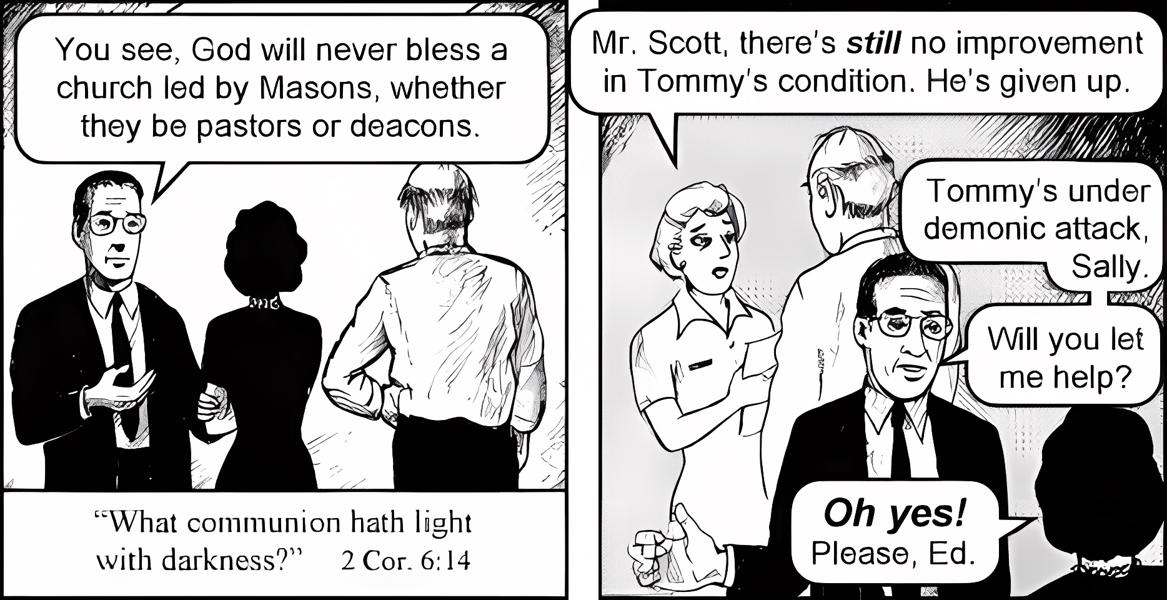 You see, God will never bless a
church led by Masons, whether
they be pastors or deacons.
“What communion hath light
with darkness?” 2 Cor. 6:14
Mr. Scott, there's still no improvement
in Tommy's condition. He's given up.
Tommy's under
demonic attack,
Sally.
Will you let
me help?
Oh yes!
Please, Ed.